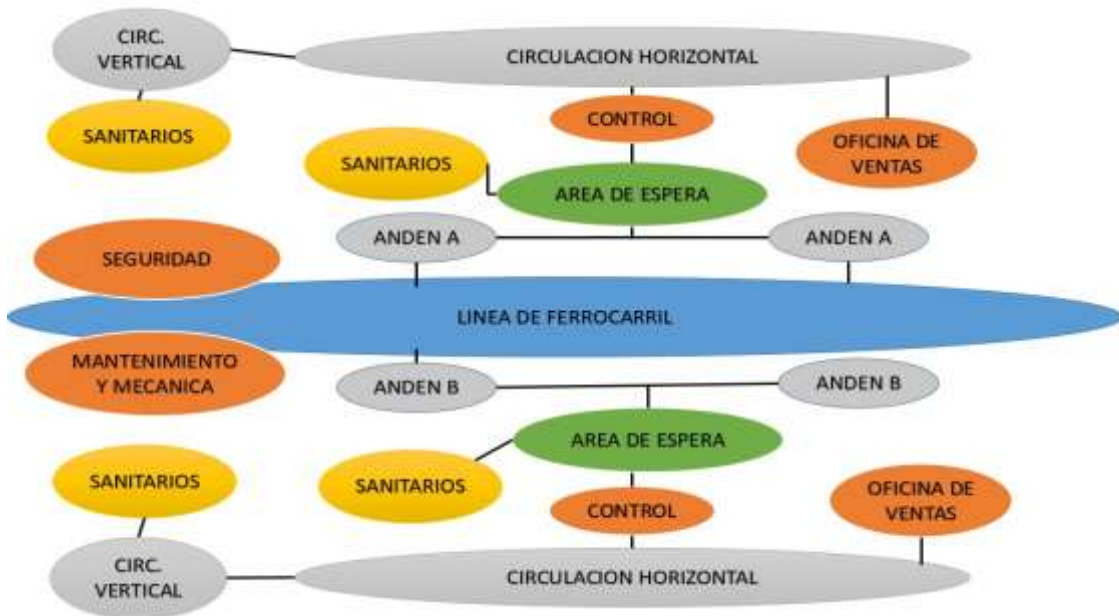 CIRC.
VERTICAL
CIRCULACION HORIZONTAL
SANITARIOS
CONTROL
OFICINA DE
VENTAS
SANITARIOS
AREA DE ESPERA
ANDEN A
ANDEN A
SEGURIDAD
LINEA DE FERROCARRIL
MANTENIMIENTO
Y MECANICA
ANDEN B
ANDEN B
AREA DE ESPERA
SANITARIOS
SANITARIOS
OFICINA DE
VENTAS
CONTROL
CIRC.
VERTICAL
CIRCULACION HORIZONTAL